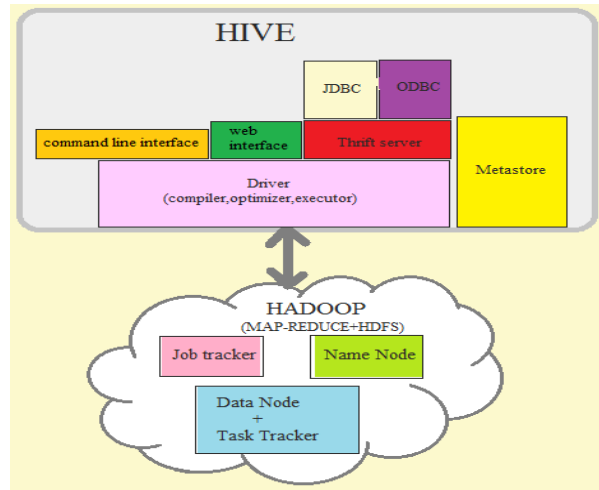 HIVE
JDBC
ODBC
command line interface
web
interface
Thrift server
Metastore
Driver
(compiler,optimizer,executor)
HADOOP
(MAP-REDUCE+HDFS)
Job tracker
Name Node
Data Node
+
Task Tracker